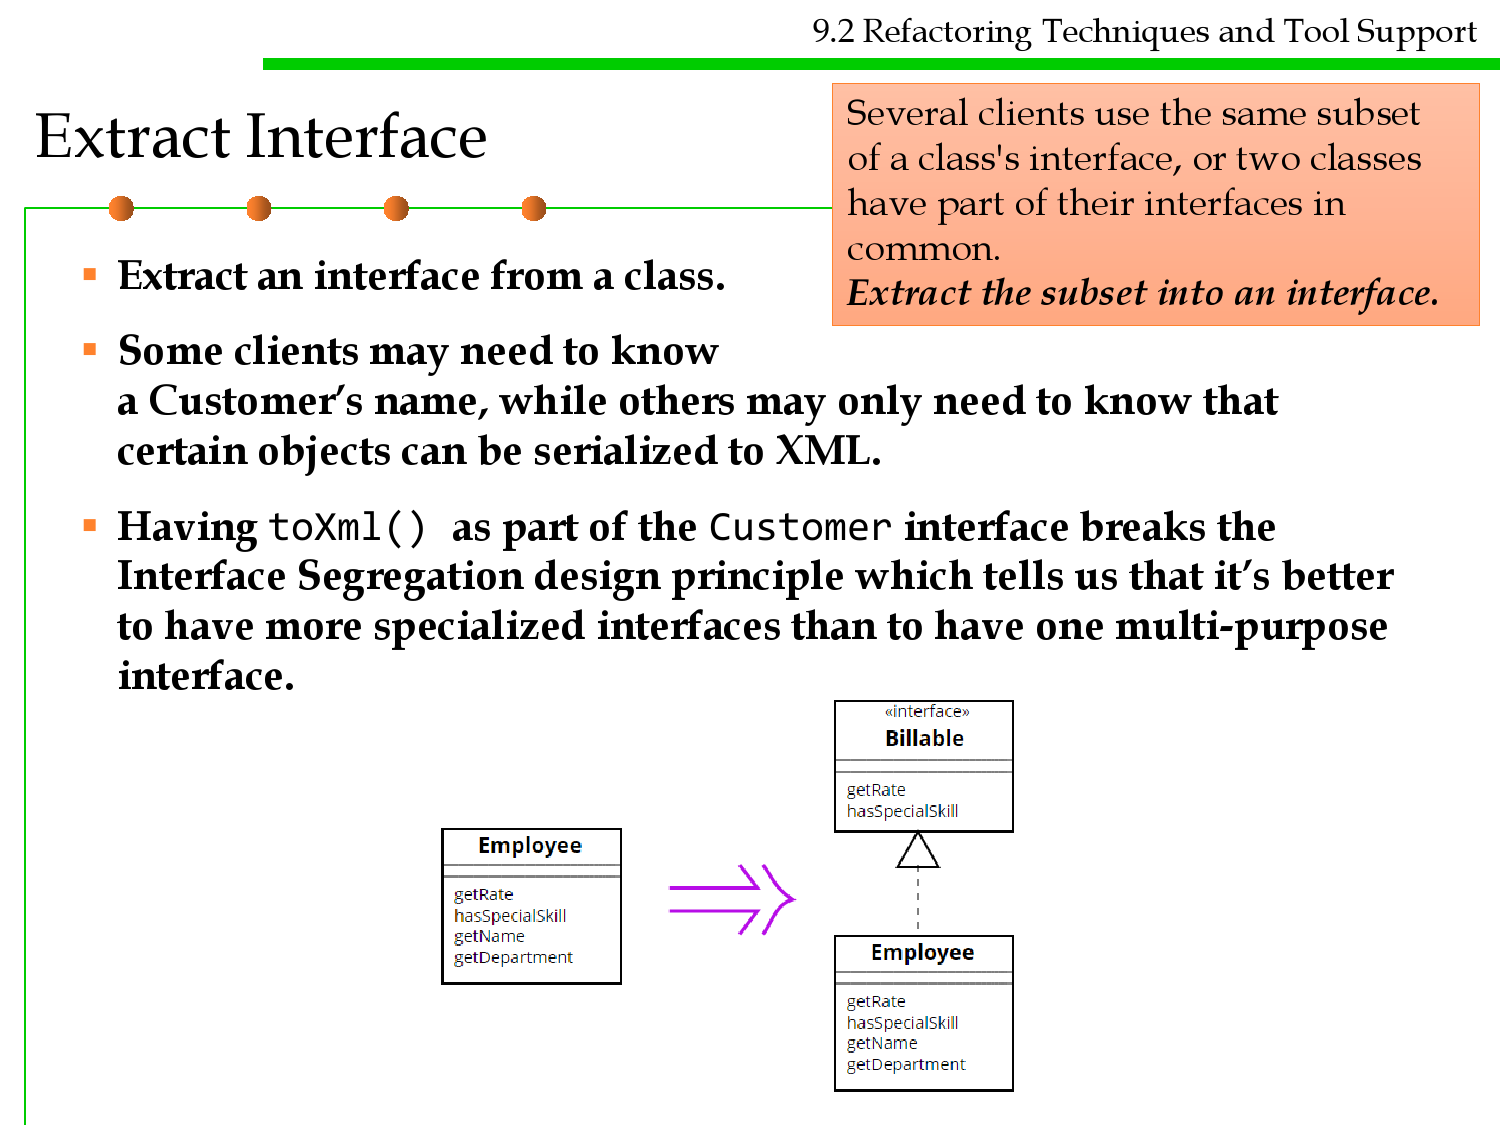 9.2 Refactoring Techniques and Tool Support
Extract Interface
Several clients use the same subset
of a class's interface, or two classes
have part of their interfaces in
common.
Extract the subset into an interface.
▪ Extract an interface from a class.
▪ Some clients may need to know
a Customer’s name, while others may only need to know that
certain objects can be serialized to XML.
▪ Having toXml() as part of the Customer interface breaks the
Interface Segregation design principle which tells us that it’s better
to have more specialized interfaces than to have one multi-purpose
interface.
Employee
getRate
hasSpecialSkill
getName
getDepartment
«interface»
Billable
getRate
hasSpecialSkill
Employee
getRate
hasSpecialSkill
getName
getDepartment